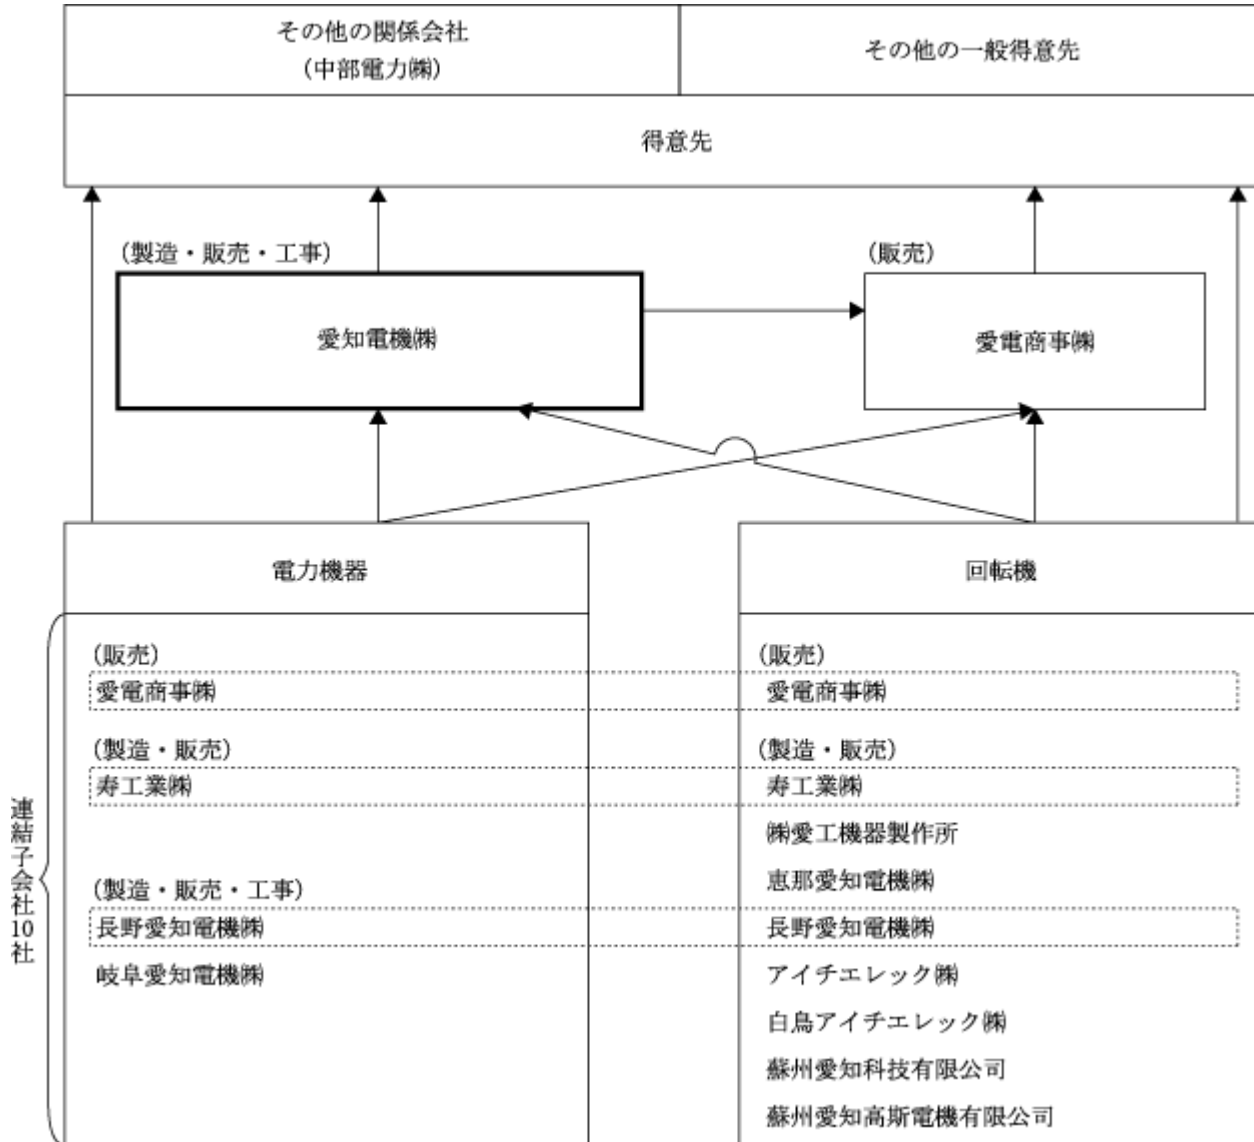 その他の関係会社
(中部電力㈱)
その他の一般得意先
得意先
(製造・販売・工事)
(販売)
愛知電機㈱
愛電商事㈱
電力機器
回転機
連結子会社10社
(販売)
愛電商事㈱
(製造・販売)
寿工業㈱
(製造・販売・工事)
長野愛知電機㈱
岐阜愛知電機㈱
(販売)
愛電商事㈱
(製造・販売)
寿工業㈱
㈱愛工機器製作所
恵那愛知電機㈱
長野愛知電機㈱
アイチエレック㈱
白鳥アイチエレック㈱
蘇州愛知科技有限公司
蘇州愛知高斯電機有限公司